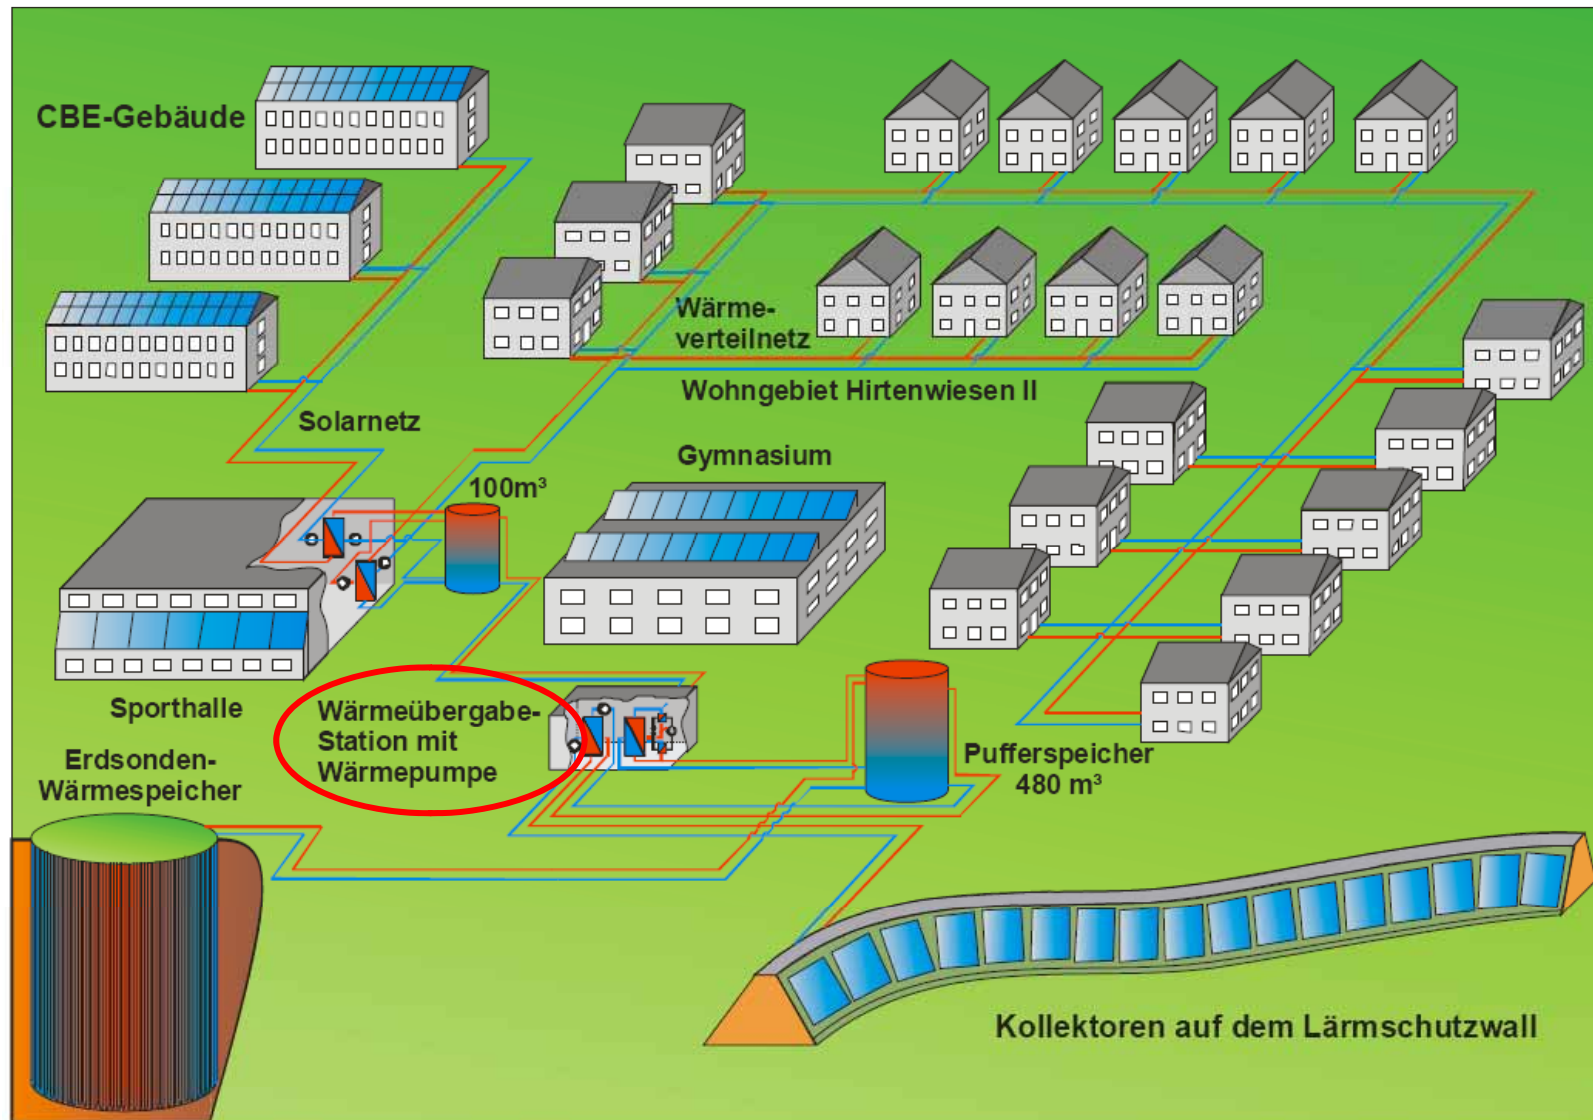 CBE-Gebäude
Wärme-
verteilnetz
Wohngebiet Hirtenwiesen II
Solarnetz
Gymnasium
100m³
Sporthalle
Wärmeübergabe-
Station mit
Wärmepumpe
Erdsonden-
Wärmespeicher
Pufferspeicher
480 m³
Kollektoren auf dem Lärmschutzwall